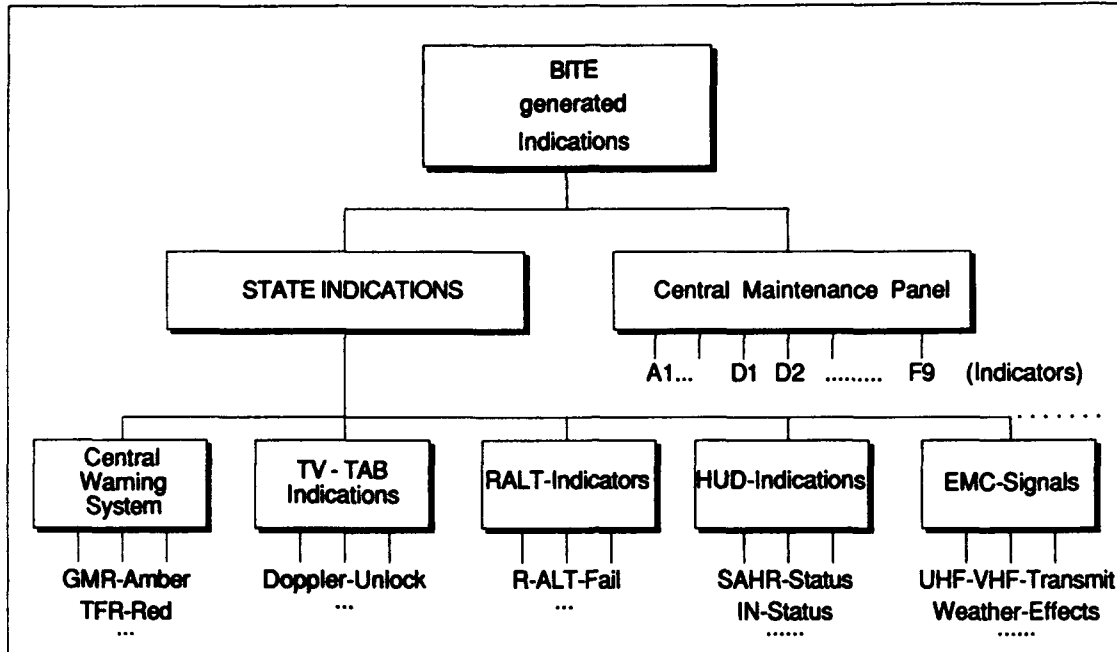 BITE
generated
Indications
STATE INDICATIONS
Central Maintenance Panel
A1... D1 D2 ......... F9 (Indicators)
......
Central
Warning
System
TV - TAB
Indications
RALT-Indicators
HUD-Indications
EMC-Signals
GMR-Amber
TFR-Red
...
Doppler-Unlock
...
R-ALT-Fail
...
SAHR-Status
IN-Status
......
UHF-VHF-Transmit
Weather-Effects
......